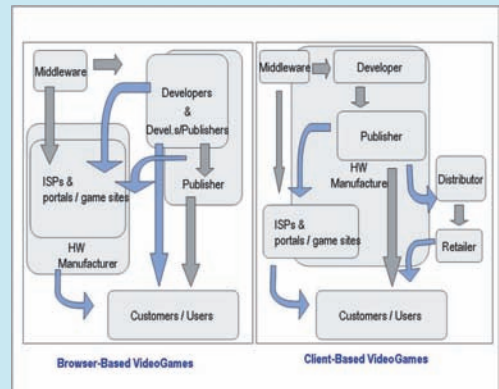 Middleware
Developers
&
Devel.s/Publishers
ISPs &
portals / game sites
Publisher
HW
Manufacturer
Customers / Users
Browser-Based VideoGames
Middleware
Developer
Publisher
HW
Manufacture
Distributor
ISPs &
portals / game sites
Retailer
Customers / Users
Client-Based VideoGames